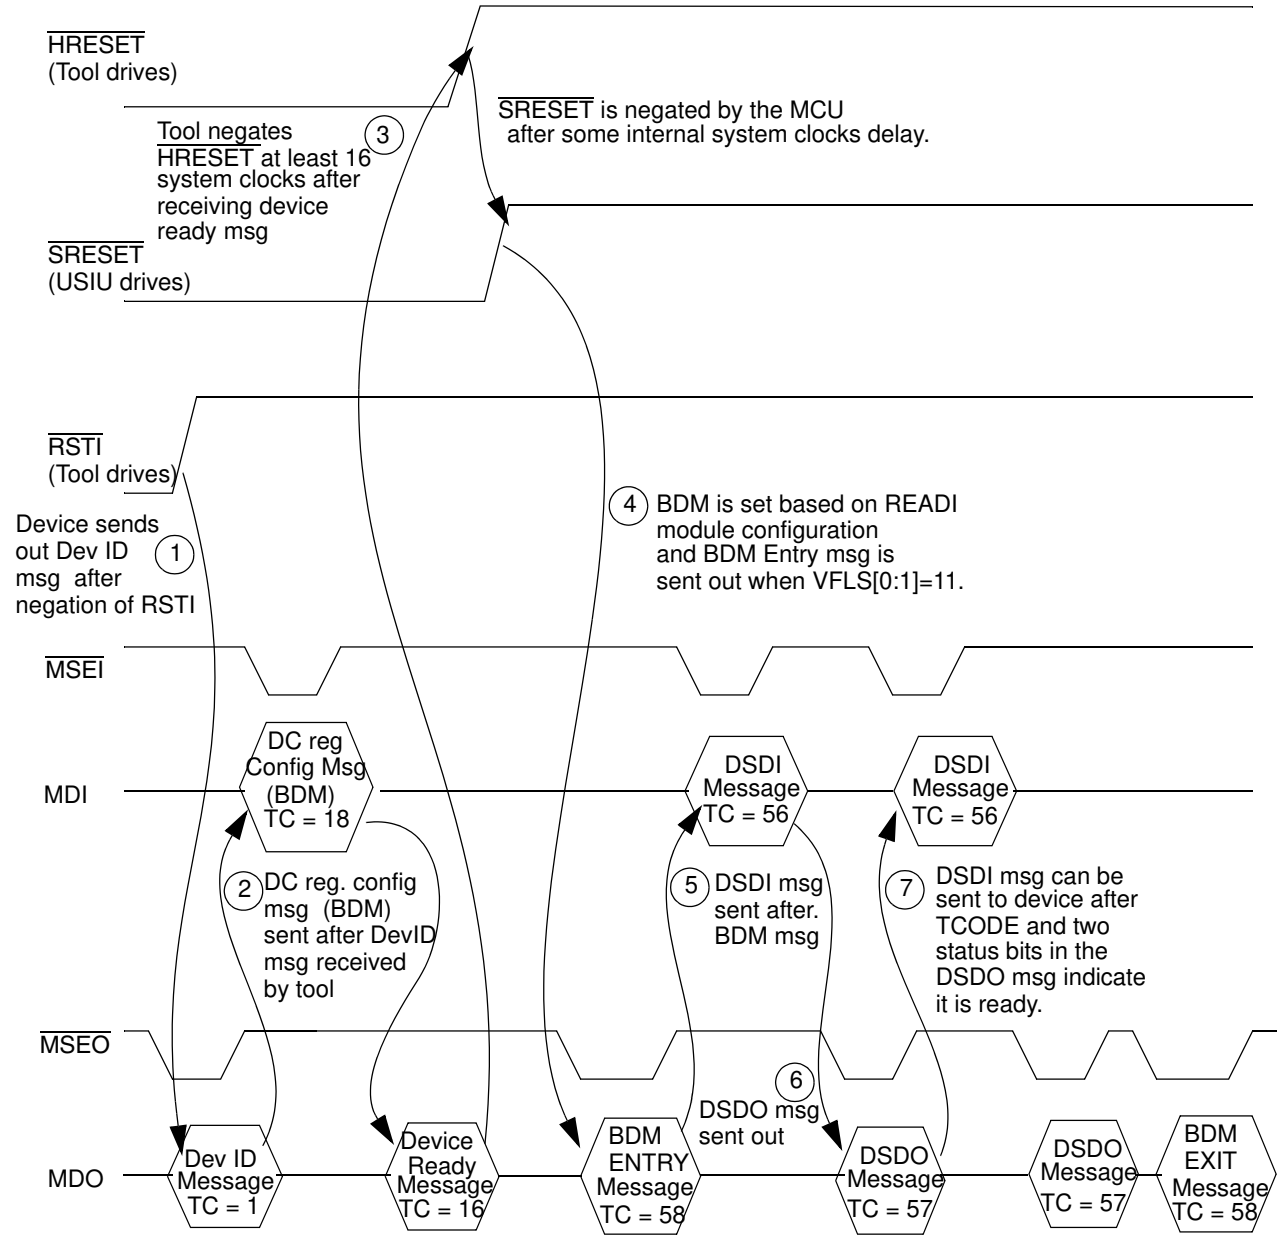 HRESET
(Tool drives)
Tool negates
HRESET at least 16
system clocks after
receiving device
ready msg
3
SRESET is negated by the MCU
after some internal system clocks delay.
SRESET
(USIU drives)
RSTI
(Tool drives)
Device sends
out Dev ID
msg after
negation of RSTI
1
4
BDM is set based on READI
module configuration
and BDM Entry msg is
sent out when VFLS[0:1]=11.
MSEI
MDI
DC reg
Config Msg
(BDM)
TC = 18
DSDI
Message
TC = 56
DSDI
Message
TC = 56
2
DC reg. config
msg (BDM)
sent after DevID
msg received
by tool
5
DSDI msg
sent after.
BDM msg
7
DSDI msg can be
sent to device after
TCODE and two
status bits in the
DSDO msg indicate
it is ready.
MSEO
6
DSDO msg
sent out
MDO
Dev ID
Message
TC = 1
Device
Ready
Message
TC = 16
BDM
ENTRY
Message
TC = 58
DSDO
Message
TC = 57
DSDO
Message
TC = 57
BDM
EXIT
Message
TC = 58